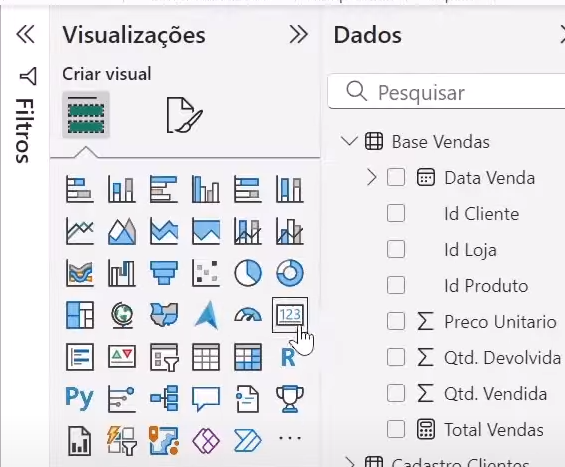 Visualizações
Dados
Criar visual
Filtros
Pesquisar
Base Vendas
Data Venda
Id Cliente
Id Loja
Id Produto
123
Preco Unitario
R
Qtd. Devolvida
Py
Qtd. Vendida
Total Vendas
Cadastro Clientes